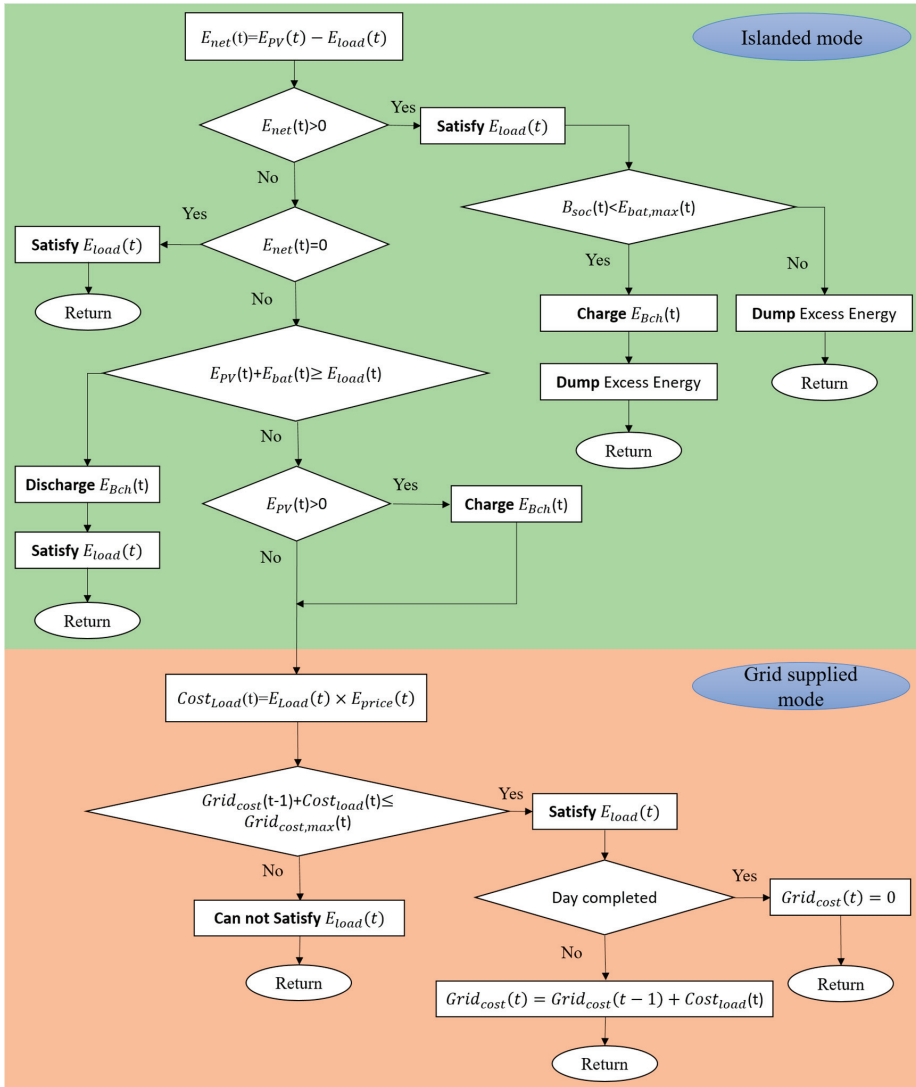 E_net(t)=E_PV(t) − E_load(t)
Islanded mode
E_net(t)>0
Yes
Satisfy E_load(t)
No
B_soc(t)<E_bat,max(t)
Yes
E_net(t)=0
Satisfy E_load(t)
Return
No
Yes
No
Charge E_Bch(t)
Dump Excess Energy
E_PV(t)+E_bat(t)≥ E_load(t)
Dump Excess Energy
Return
Return
No
Discharge E_Bch(t)
E_PV(t)>0
Yes
Charge E_Bch(t)
Satisfy E_load(t)
No
Return
Grid supplied
mode
Cost_Load(t)=E_Load(t) × E_price(t)
Grid_cost(t-1)+Cost_load(t)≤
Grid_cost,max(t)
Yes
Satisfy E_load(t)
No
Day completed
Yes
Grid_cost(t) = 0
Can not Satisfy E_load(t)
Return
No
Return
Grid_cost(t) = Grid_cost(t − 1) + Cost_load(t)
Return